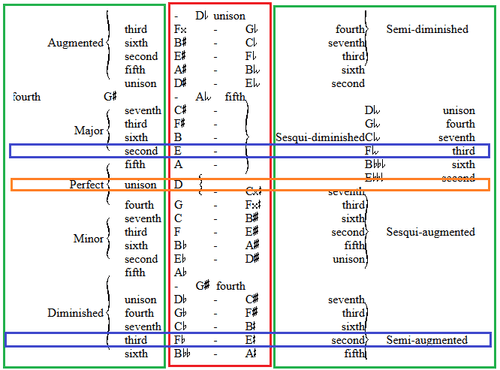 - D♭ unison
third Fx - G♭ fourth Semi-diminished
Augmented sixth B♯ - C♭ seventh
second E♯ - F♭ third
fifth A♯ - B♭ sixth
unison D♯ - E♭ second
fourth G♯ - A♭ fifth
seventh C♯ D♭ unison
third F♯ G♭ fourth
Major sixth B - Sesqui-diminished C♭ seventh
second E - F♭ third
fifth A - B♭♭ sixth
Perfect unison D E♭♭ second
- Cx♯ seventh
fourth G - Fx♯ third
seventh C - B♯ sixth
Minor third F - E♯ second Sesqui-augmented
sixth B♭ - A♯ fifth
second E♭ - D♯ unison
fifth A♭
- G♯ fourth
unison D♭ - C♯ seventh
Diminished fourth G♭ - F♯ third
seventh C♭ - B♯ sixth
third F♭ - E♯ second Semi-augmented
sixth B♭♭ - A♯ fifth